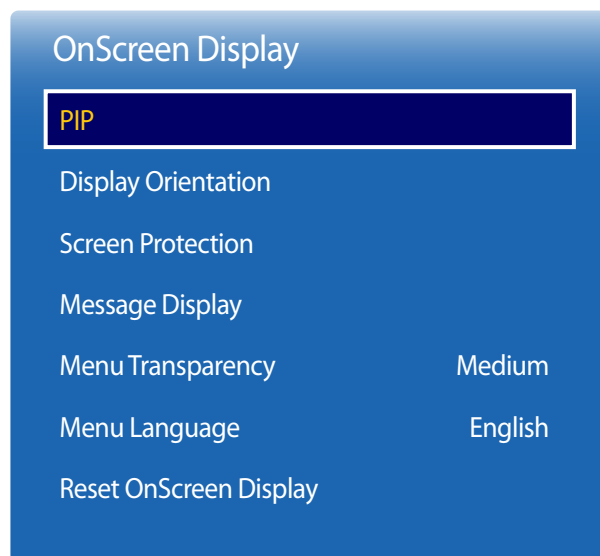 OnScreen Display
PIP
Display Orientation
Screen Protection
Message Display
Menu Transparency Medium
Menu Language English
Reset OnScreen Display